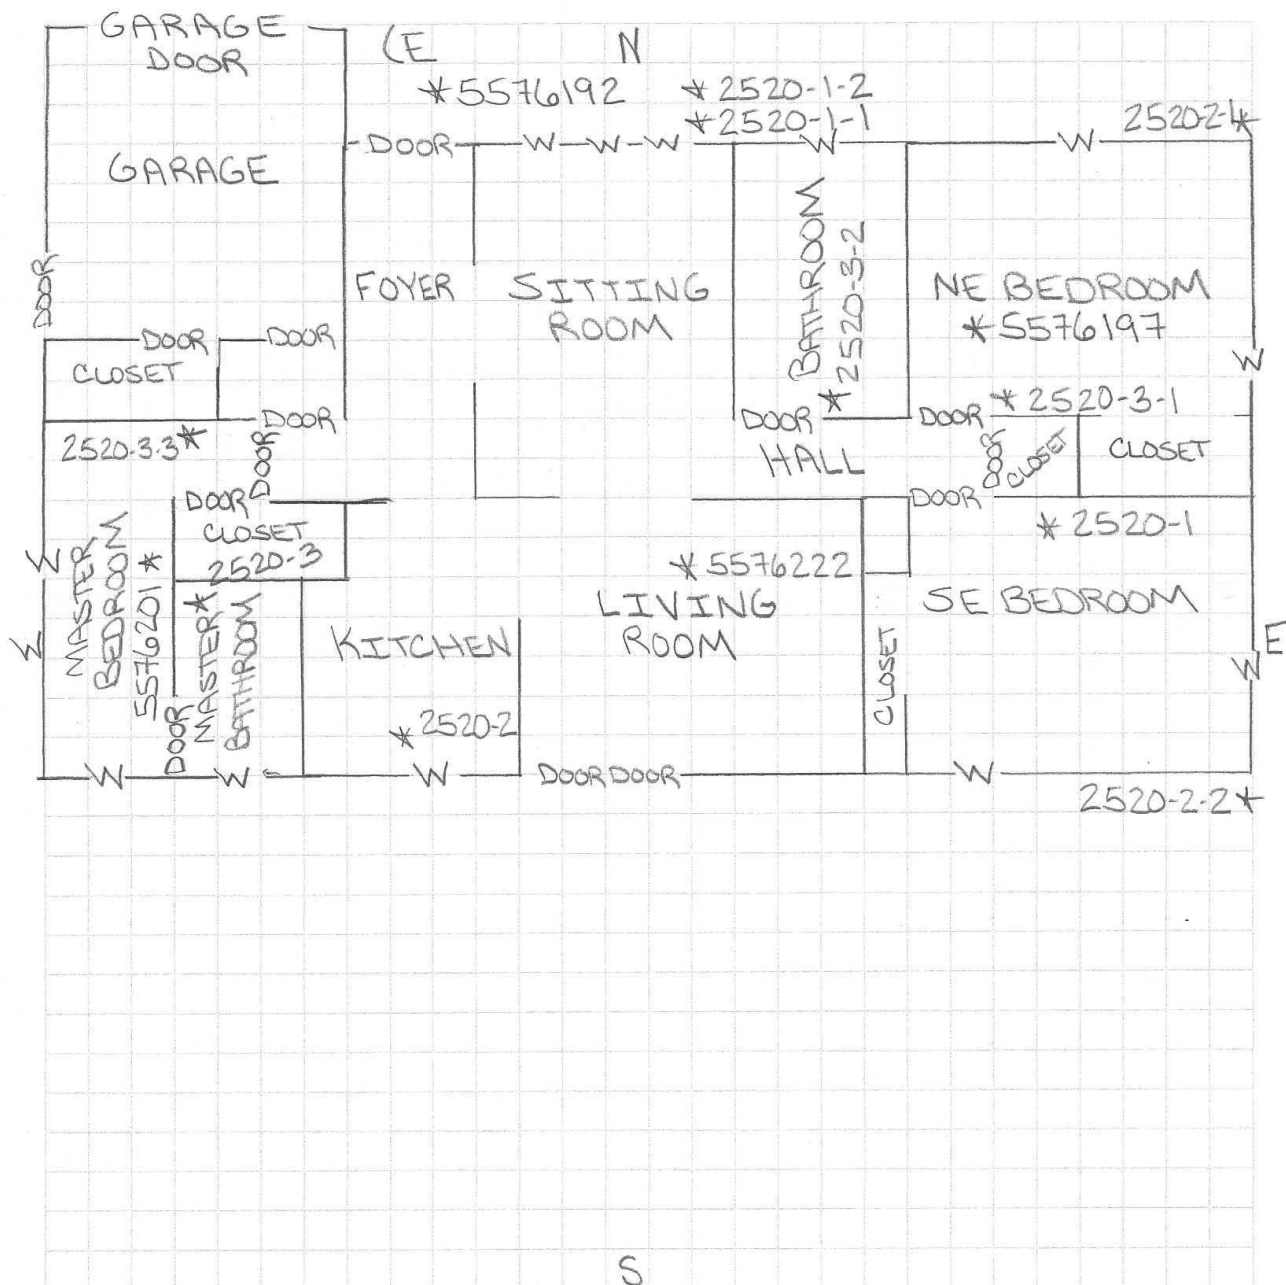 GARAGE
DOOR
(E
N
*5576192
*2520-1-2
*2520-1-1
2520-2-1*
DOOR
W W W
W
W
GARAGE
BATHROOM
*2520-3-2
DOOR
FOYER
SITTING
ROOM
NE BEDROOM
*5576197
DOOR
DOOR
CLOSET
W
DOOR
DOOR
DOOR
*2520-3-1
2520-3-3*
DOOR
HALL
DOOR
CLOSET
CLOSET
DOOR
DOOR
CLOSET
2520-3
*2520-1
W
MASTER
BEDROOM
5576201*
*5576222
LIVING
ROOM
SE BEDROOM
W
MASTER*
BATHROOM
KITCHEN
CLOSET
E
W
DOOR
*2520-2
W
W
W
DOOR DOOR
W
2520-2-2*
S